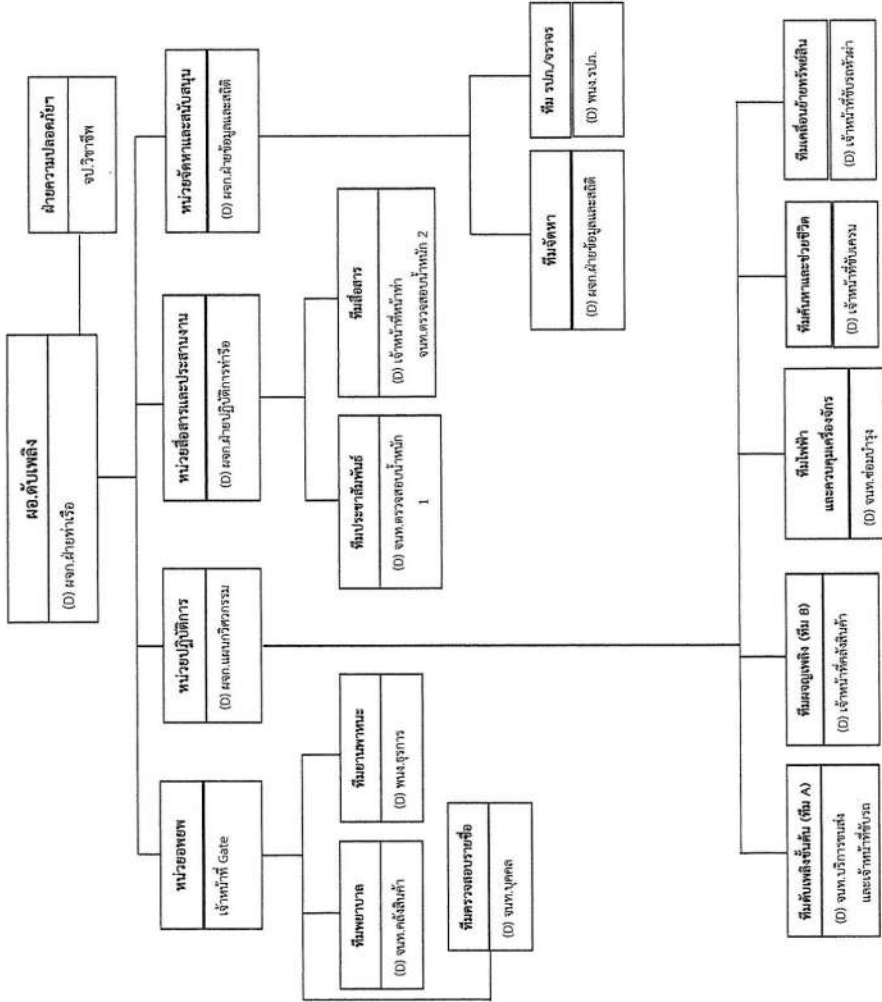 ผอ.ดับเพลิง
(D) ผจก.ฝ่ายท่าเรือ
ฝ่ายความปลอดภัยฯ
จป.วิชาชีพ
หน่วยอพยพ
เจ้าหน้าที่ Gate
หน่วยปฏิบัติการ
(D) ผจก.แผนกวิศวกรรม
หน่วยสื่อสารและประสานงาน
(D) ผจก.ฝ่ายปฏิบัติการท่าเรือ
หน่วยจัดหาและสนับสนุน
(D) ผจก.ฝ่ายข้อมูลและสถิติ
ทีมพยาบาล
(D) จนท.คลังสินค้า
ทีมยานพาหนะ
(D) พนง.ธุรการ
ทีมประชาสัมพันธ์
(D) จนท.ตรวจสอบน้ำหนัก
1
ทีมสื่อสาร
(D) เจ้าหน้าที่หน้าท่า
จนท.ตรวจสอบน้ำหนัก 2
ทีมตรวจสอบรายชื่อ
(D) จนท.บุคคล
ทีมจัดหา
(D) ผจก.ฝ่ายข้อมูลและสถิติ
ทีม รปภ./จราจร
(D) พนง.รปภ.
ทีมดับเพลิงขั้นต้น (ทีม A)
(D) จนท.บริการขนส่ง
และเจ้าหน้าที่ขับรถ
ทีมผจญเพลิง (ทีม B)
(D) เจ้าหน้าที่คลังสินค้า
ทีมไฟฟ้า
และควบคุมเครื่องจักร
(D) จนท.ซ่อมบำรุง
ทีมค้นหาและช่วยชีวิต
(D) เจ้าหน้าที่ขับเครน
ทีมเคลื่อนย้ายทรัพย์สิน
(D) เจ้าหน้าที่ขับรถหัวผ่า